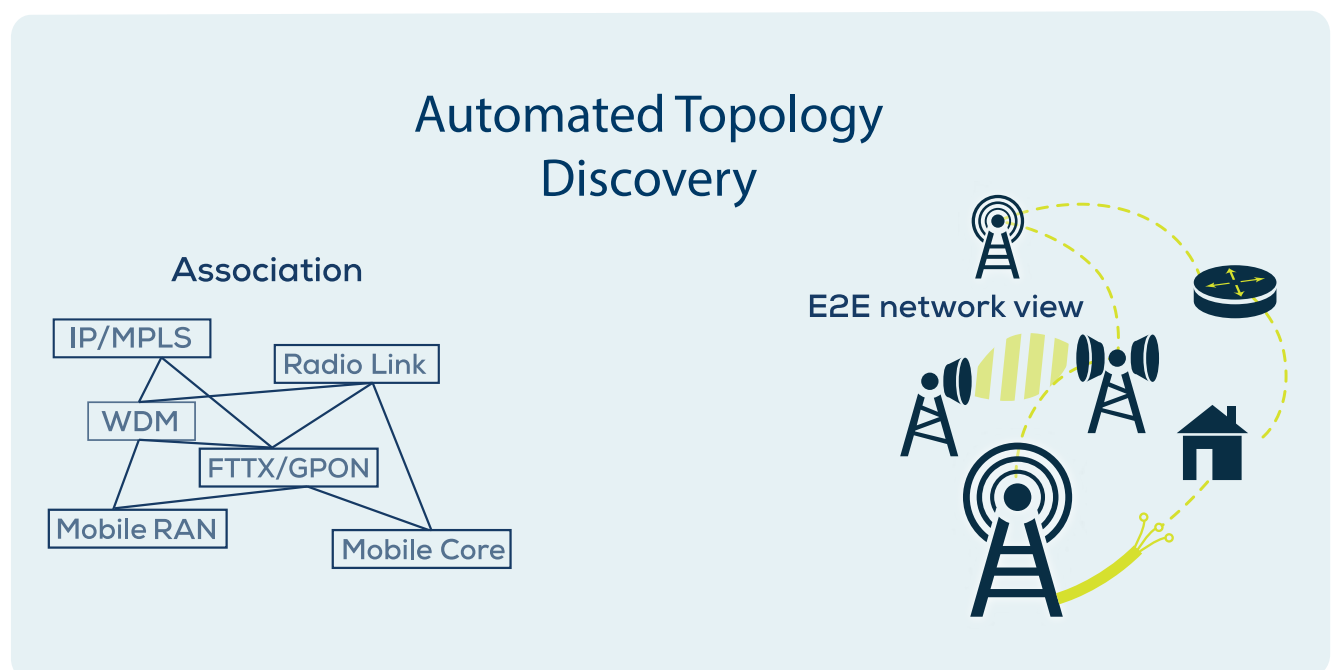 Automated Topology
Discovery
Association
IP/MPLS
Radio Link
WDM
FTTX/GPON
Mobile RAN
Mobile Core
E2E network view